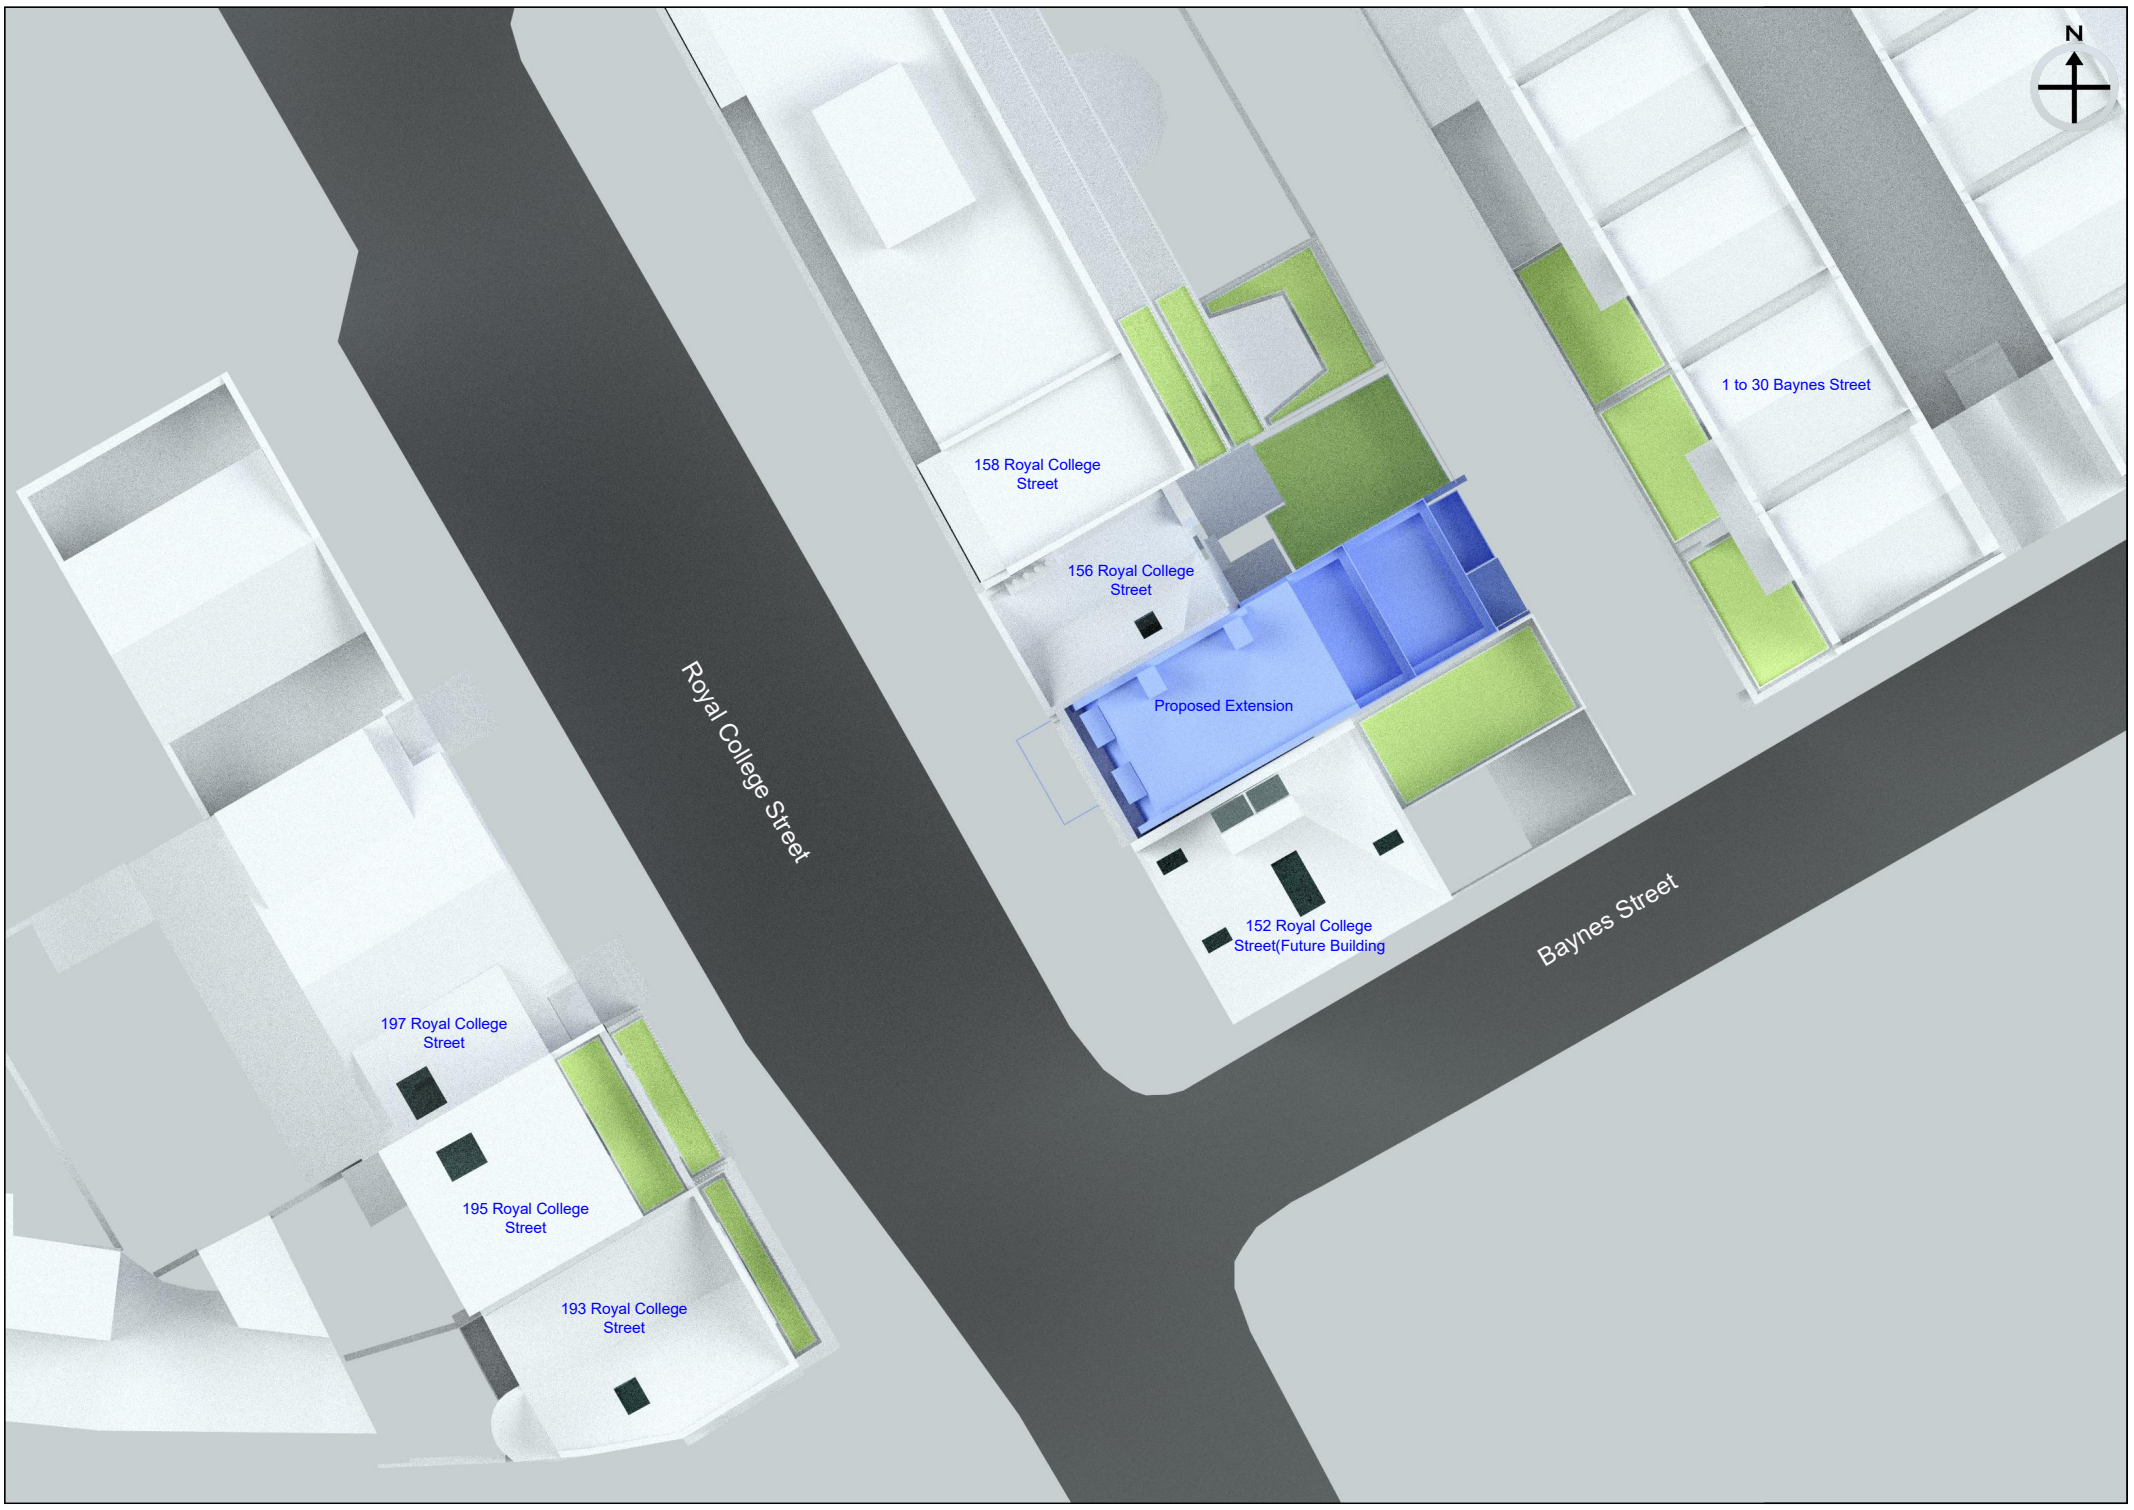 N
1 to 30 Baynes Street
158 Royal College
Street
156 Royal College
Street
Proposed Extension
Royal College Street
152 Royal College
Street(Future Building
Baynes Street
197 Royal College
Street
195 Royal College
Street
193 Royal College
Street